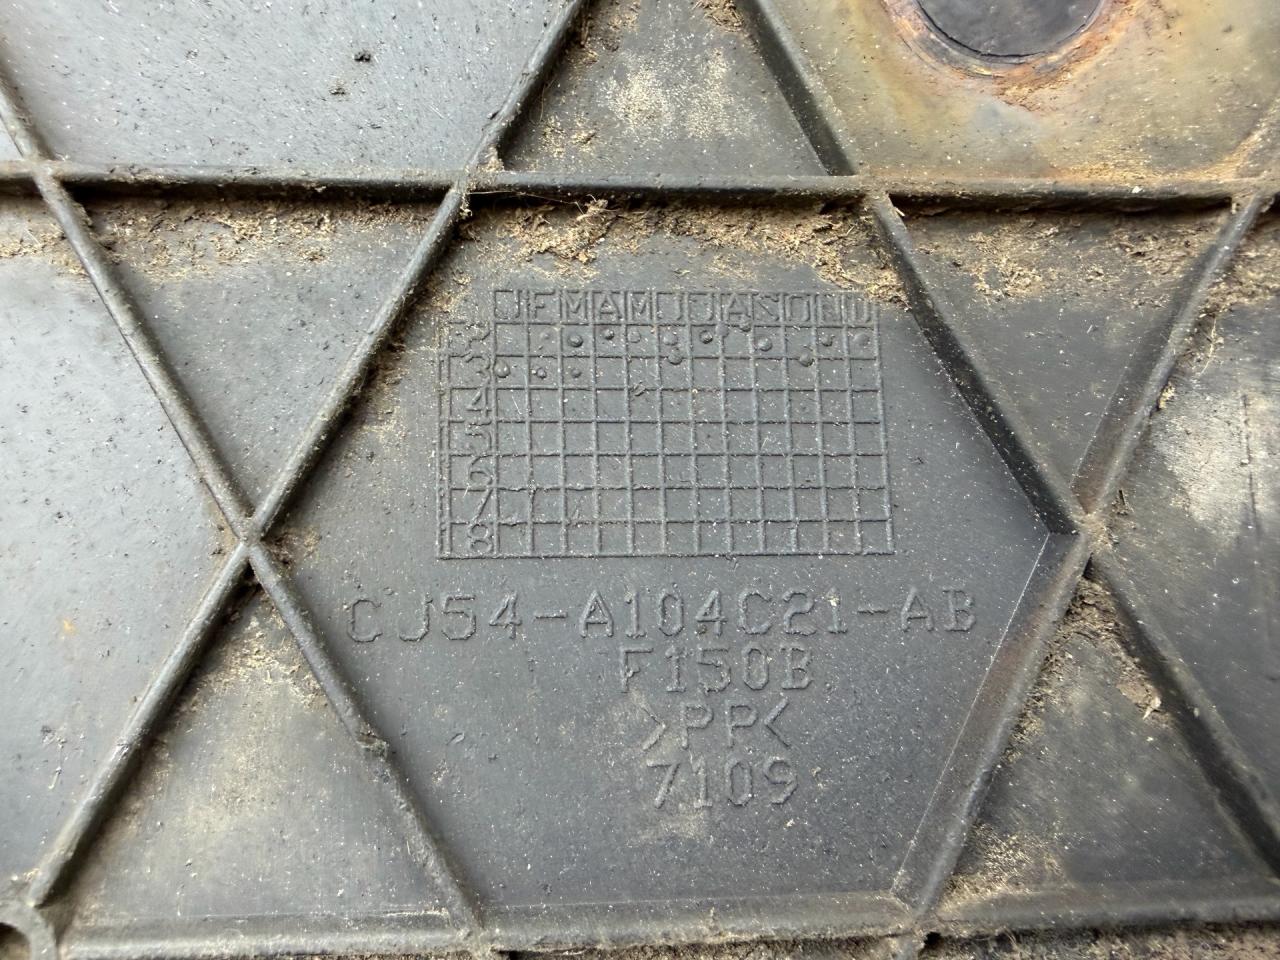 J F M A M J J A S O N D
2
3
4
5
6
7
8
CJ54-A104C21-AB
F150B
>PP<
7109